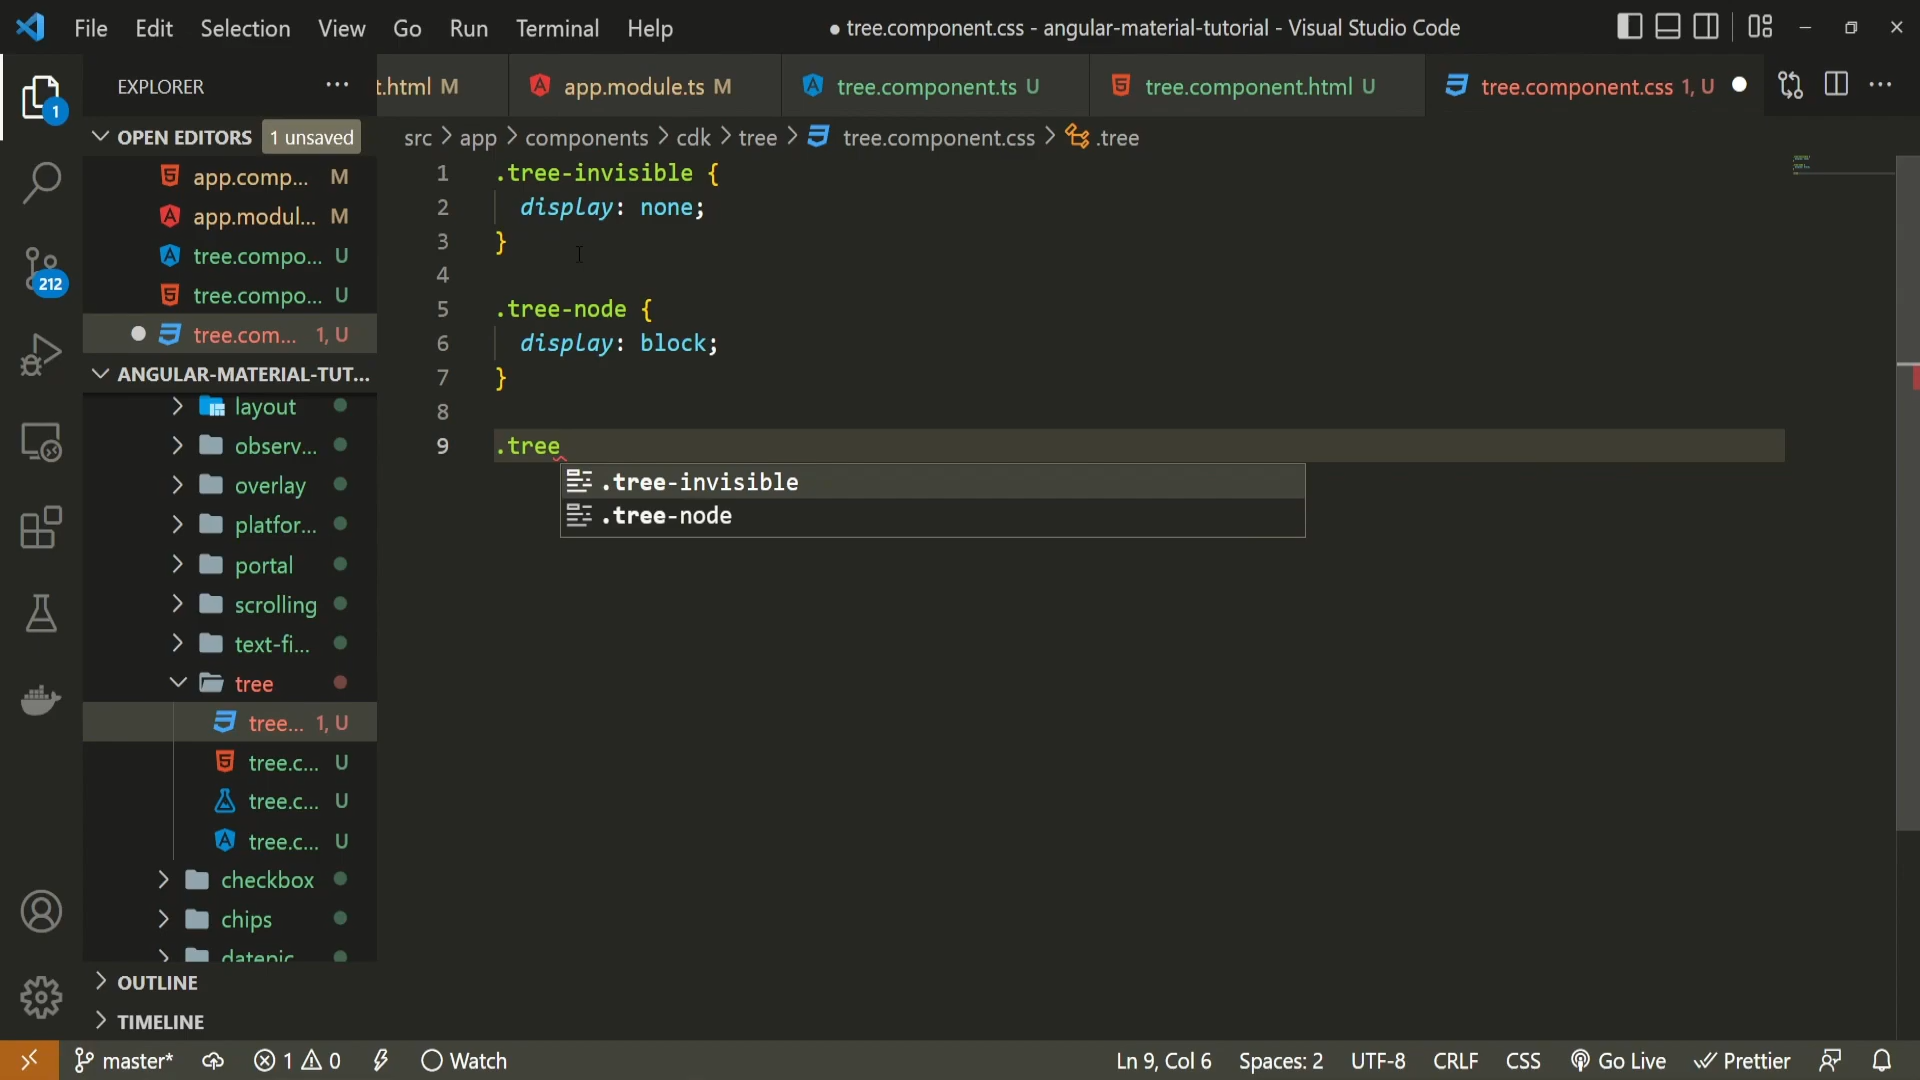 File Edit Selection View Go Run Terminal Help
● tree.component.css - angular-material-tutorial - Visual Studio Code
EXPLORER
t.html M
app.module.ts M
tree.component.ts U
tree.component.html U
tree.component.css 1, U
OPEN EDITORS 1 unsaved
src > app > components > cdk > tree > tree.component.css > .tree
app.comp... M
app.modul... M
tree.compo... U
tree.compo... U
tree.com... 1, U
ANGULAR-MATERIAL-TUT...
layout
observ...
overlay
platfor...
portal
scrolling
text-fi...
tree
tree... 1, U
tree.c... U
tree.c... U
tree.c... U
checkbox
chips
datepic
OUTLINE
TIMELINE
1
212
1 .tree-invisible {
2 display: none;
3 }
4
5 .tree-node {
6 display: block;
7 }
8
9 .tree
.tree-invisible
.tree-node
master* 1 0 Watch
Ln 9, Col 6 Spaces: 2 UTF-8 CRLF CSS Go Live Prettier